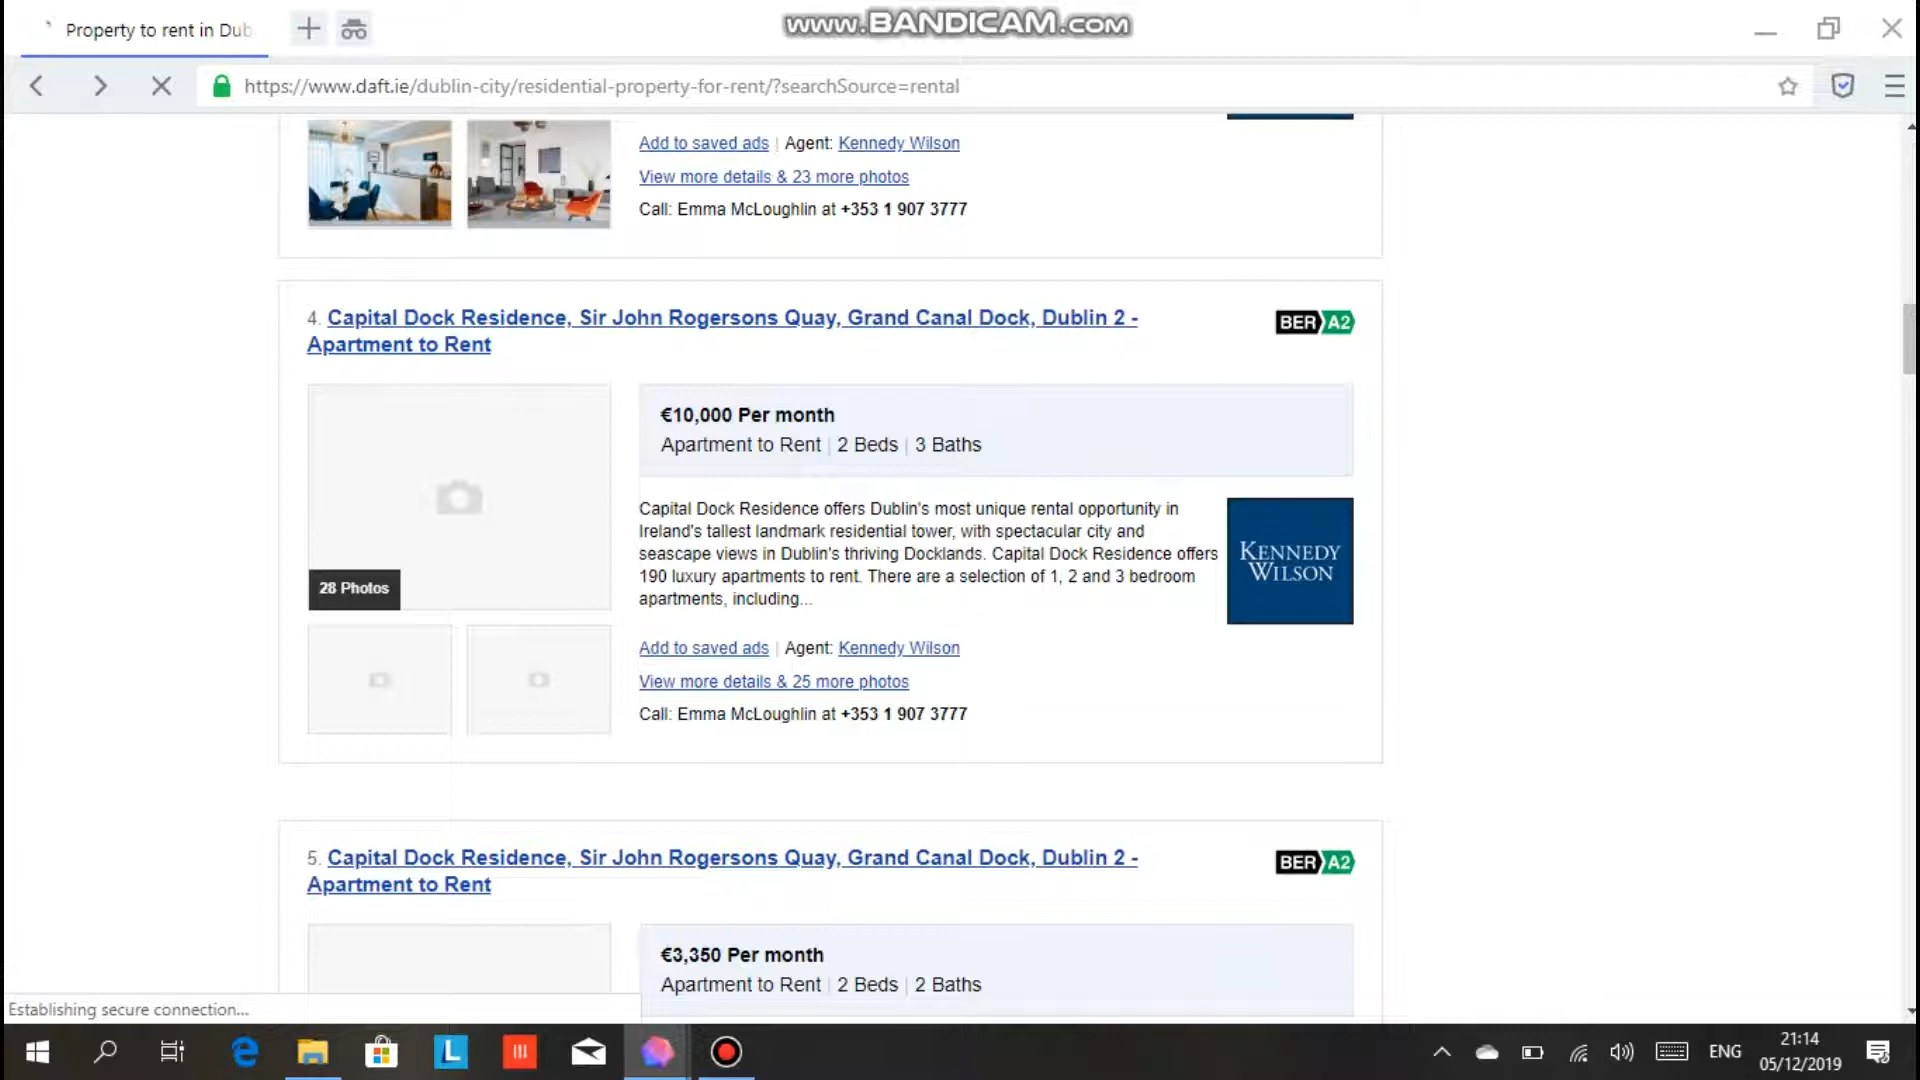 www.BANDICAM.com
Property to rent in Dub
https://www.daft.ie/dublin-city/residential-property-for-rent/?searchSource=rental
Add to saved ads | Agent: Kennedy Wilson
View more details & 23 more photos
Call: Emma McLoughlin at +353 1 907 3777
4. Capital Dock Residence, Sir John Rogersons Quay, Grand Canal Dock, Dublin 2 -
Apartment to Rent
BER A2
€10,000 Per month
Apartment to Rent | 2 Beds | 3 Baths
28 Photos
Capital Dock Residence offers Dublin's most unique rental opportunity in
Ireland's tallest landmark residential tower, with spectacular city and
seascape views in Dublin's thriving Docklands. Capital Dock Residence offers
190 luxury apartments to rent. There are a selection of 1, 2 and 3 bedroom
apartments, including...
KENNEDY
WILSON
Add to saved ads | Agent: Kennedy Wilson
View more details & 25 more photos
Call: Emma McLoughlin at +353 1 907 3777
5. Capital Dock Residence, Sir John Rogersons Quay, Grand Canal Dock, Dublin 2 -
Apartment to Rent
BER A2
€3,350 Per month
Apartment to Rent | 2 Beds | 2 Baths
Establishing secure connection...
L
ENG
21:14
05/12/2019